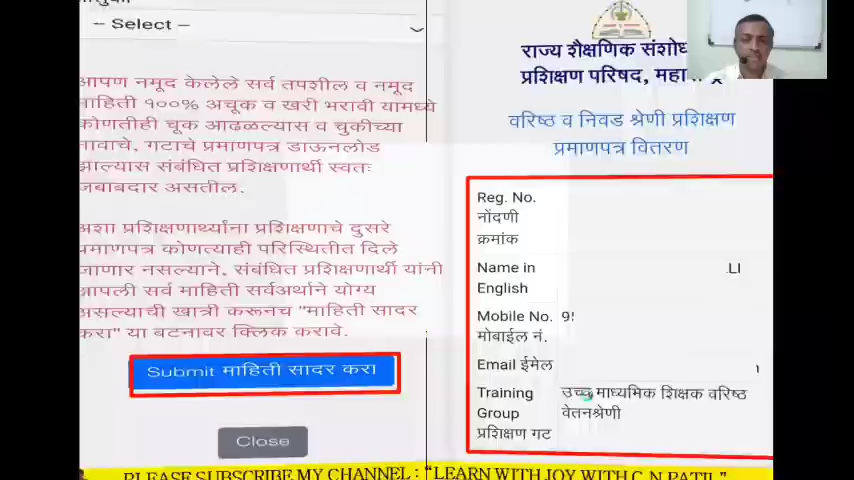 – Select –
आपण नमूद केलेले सर्व तपशील व नमूद
माहिती १००% अचूक व खरी भरावी यामध्ये
कोणतीही चूक आढळल्यास व चुकीच्या
नावाचे, गटाचे प्रमाणपत्र डाऊनलोड
झाल्यास संबंधित प्रशिक्षणार्थी स्वतः
जबाबदार असतील.
अशा प्रशिक्षणार्थ्यांना प्रशिक्षणाचे दुसरे
प्रमाणपत्र कोणत्याही परिस्थितीत दिले
जाणार नसल्याने, संबंधित प्रशिक्षणार्थी यांनी
आपली सर्व माहिती सर्वअर्थाने योग्य
असल्याची खात्री करूनच "माहिती सादर
करा" या बटनावर क्लिक करावे.
Submit माहिती सादर करा
Close
राज्य शैक्षणिक
प्रशिक्षण परिषद,
वरिष्ठ व निवड श्रेणी प्रशिक्षण
प्रमाणपत्र वितरण
Reg. No.
नोंदणी
क्रमांक
Name in
English
LI
Mobile No. 9
मोबाईल नं.
Email ईमेल
Training
Group
प्रशिक्षण गट
उच्च माध्यमिक शिक्षक वरिष्ठ
वेतनश्रेणी
PLEASE SUBSCRIBE MY CHANNEL : "LEARN WITH JOY WITH C.N.PATIL"